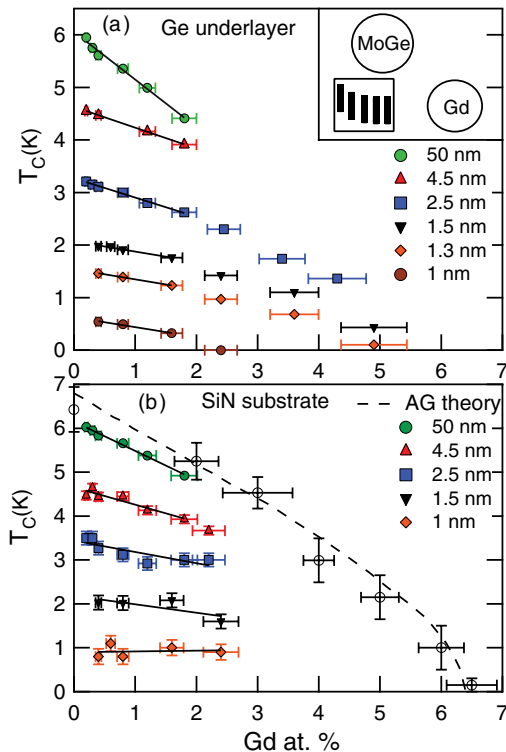 (a) Ge underlayer
MoGe
Gd
6
5
4
3
2
1
0
T_C(K)
50 nm
4.5 nm
2.5 nm
1.5 nm
1.3 nm
1 nm
0 1 2 3 4 5 6 7
(b) SiN substrate
AG theory
7
6
5
4
3
2
1
0
T_C(K)
50 nm
4.5 nm
2.5 nm
1.5 nm
1 nm
0 1 2 3 4 5 6 7
Gd at. %